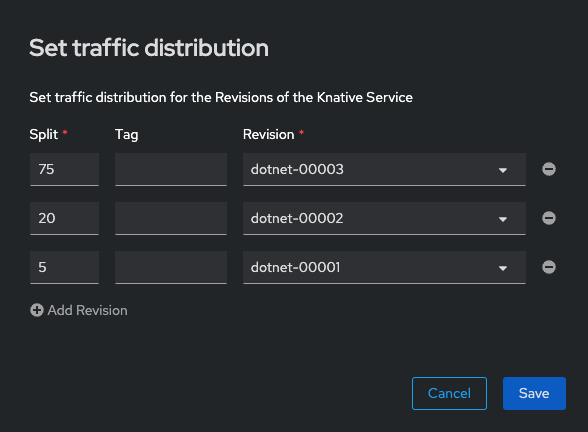 Set traffic distribution
Set traffic distribution for the Revisions of the Knative Service
Split * Tag Revision *
75 dotnet-00003
20 dotnet-00002
5 dotnet-00001
Add Revision
Cancel Save